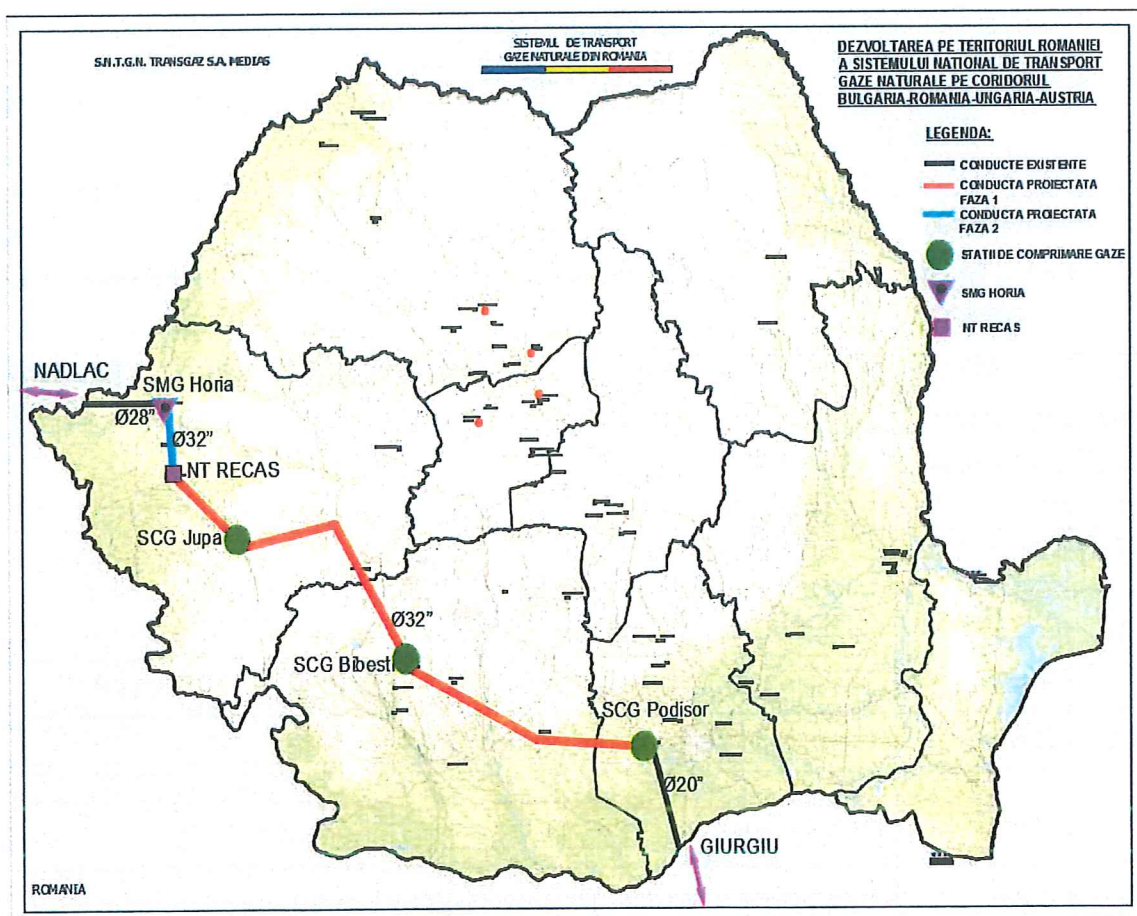 S.N.T.G.N. TRANSGAZ S.A. MEDIAS
SISTEMUL DE TRANSPORT
GAZE NATURALE DIN ROMANIA
DEZVOLTAREA PE TERITORIUL ROMANIEI
A SISTEMULUI NATIONAL DE TRANSPORT
GAZE NATURALE PE CORIDORUL
BULGARIA-ROMANIA-UNGARIA-AUSTRIA
LEGENDA:
CONDUCTE EXISTENTE
CONDUCTA PROIECTATA
FAZA 1
CONDUCTA PROIECTATA
FAZA 2
STATII DE COMPRIMARE GAZE
SMG HORIA
NT RECAS
NADLAC
SMG Horia
Ø28”
Ø32”
NT RECAS
SCG Jupa
Ø32”
SCG Bibesti
SCG Podisor
Ø20”
GIURGIU
ROMANIA